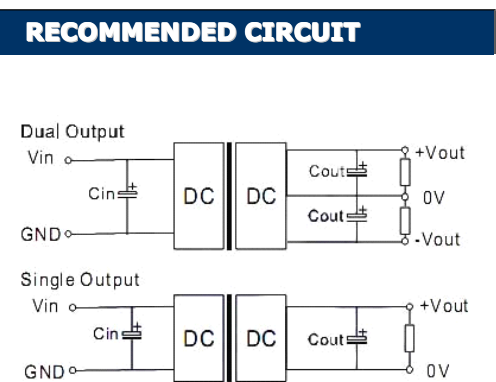 RECOMMENDED CIRCUIT
Dual Output
Vin
+Vout
Cout
Cin
DC
DC
0V
Cout
GND
-Vout
Single Output
Vin
+Vout
Cin
DC
DC
Cout
GND
0V